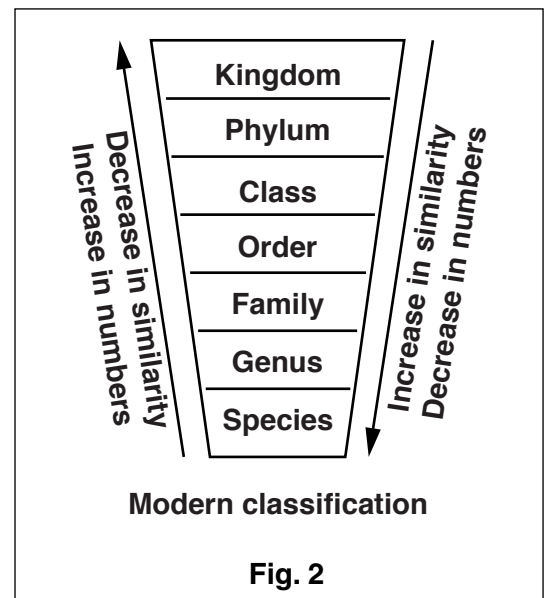 Kingdom
Phylum
Class
Order
Family
Genus
Species
Decrease in similarity
Increase in numbers
Increase in similarity
Decrease in numbers
Modern classification
Fig. 2